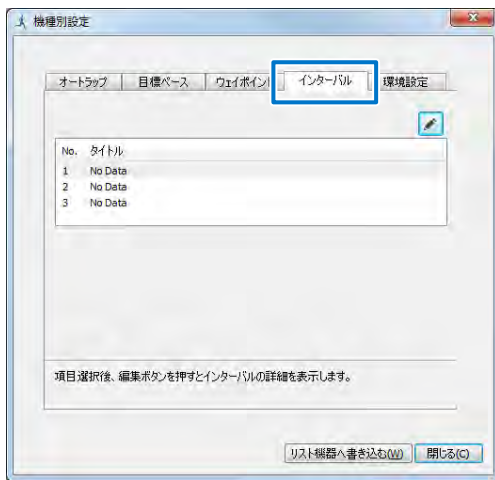 機種別設定
オートラップ 目標ペース ウェイポイント インターバル 環境設定
No. タイトル
1 No Data
2 No Data
3 No Data
項目選択後、編集ボタンを押すとインターバルの詳細を表示します。
リスト機器へ書き込む(W) 閉じる(C)